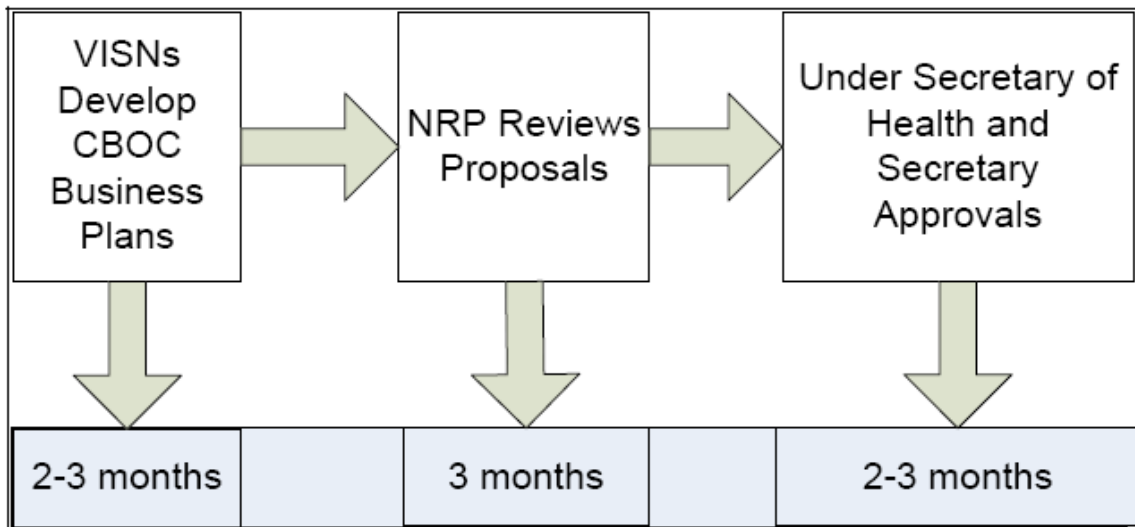 VISNs
Develop
CBOC
Business
Plans
NRP Reviews
Proposals
Under Secretary of
Health and
Secretary
Approvals
2-3 months
3 months
2-3 months